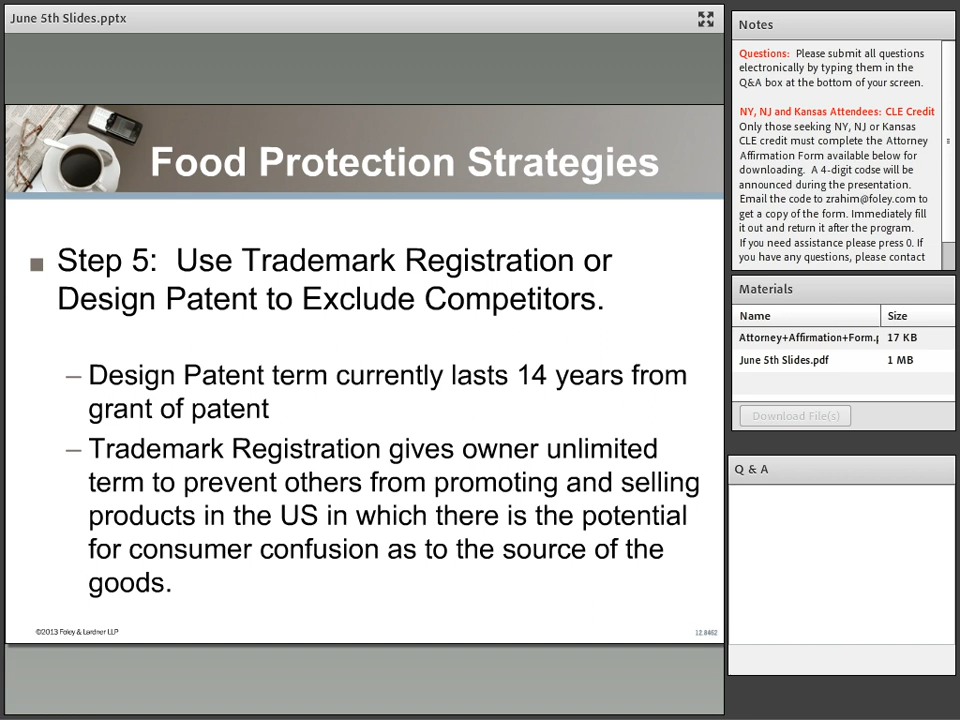 June 5th Slides.pptx
Food Protection Strategies
■ Step 5:  Use Trademark Registration or
Design Patent to Exclude Competitors.
– Design Patent term currently lasts 14 years from
grant of patent
– Trademark Registration gives owner unlimited
term to prevent others from promoting and selling
products in the US in which there is the potential
for consumer confusion as to the source of the
goods.
©2013 Foley & Lardner LLP
12.8462
Notes
Questions:  Please submit all questions
electronically by typing them in the
Q&A box at the bottom of your screen.
NY, NJ and Kansas Attendees: CLE Credit
Only those seeking NY, NJ or Kansas
CLE credit must complete the Attorney
Affirmation Form available below for
downloading.  A 4-digit codse will be
announced during the presentation.
Email the code to zrahim@foley.com to
get a copy of the form. Immediately fill
it out and return it after the program.
If you need assistance please press 0. If
you have any questions, please contact
Materials
Name Size
Attorney+Affirmation+Form.p 17 KB
June 5th Slides.pdf 1 MB
Download File(s)
Q & A